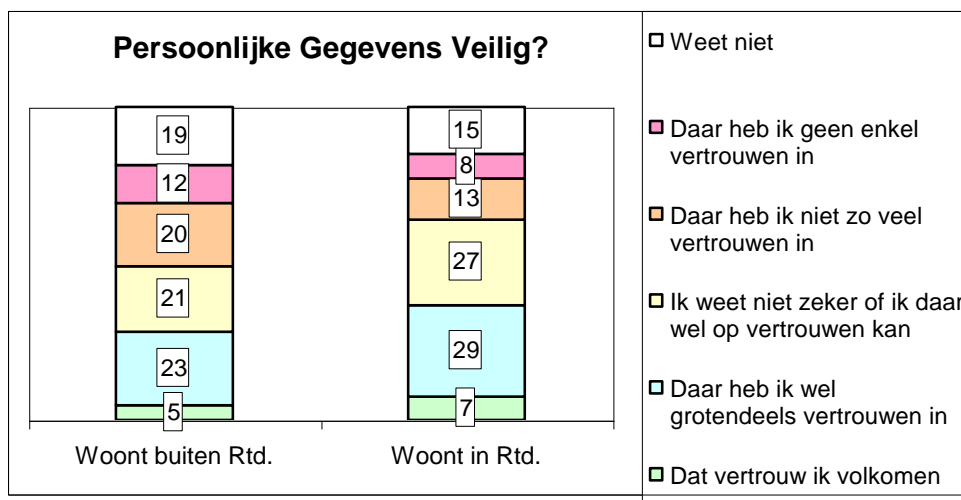 Persoonlijke Gegevens Veilig?
19
12
20
21
23
5
15
8
13
27
29
7
Woont buiten Rtd.
Woont in Rtd.
Weet niet
Daar heb ik geen enkel
vertrouwen in
Daar heb ik niet zo veel
vertrouwen in
Ik weet niet zeker of ik daar
wel op vertrouwen kan
Daar heb ik wel
grotendeels vertrouwen in
Dat vertrouw ik volkomen